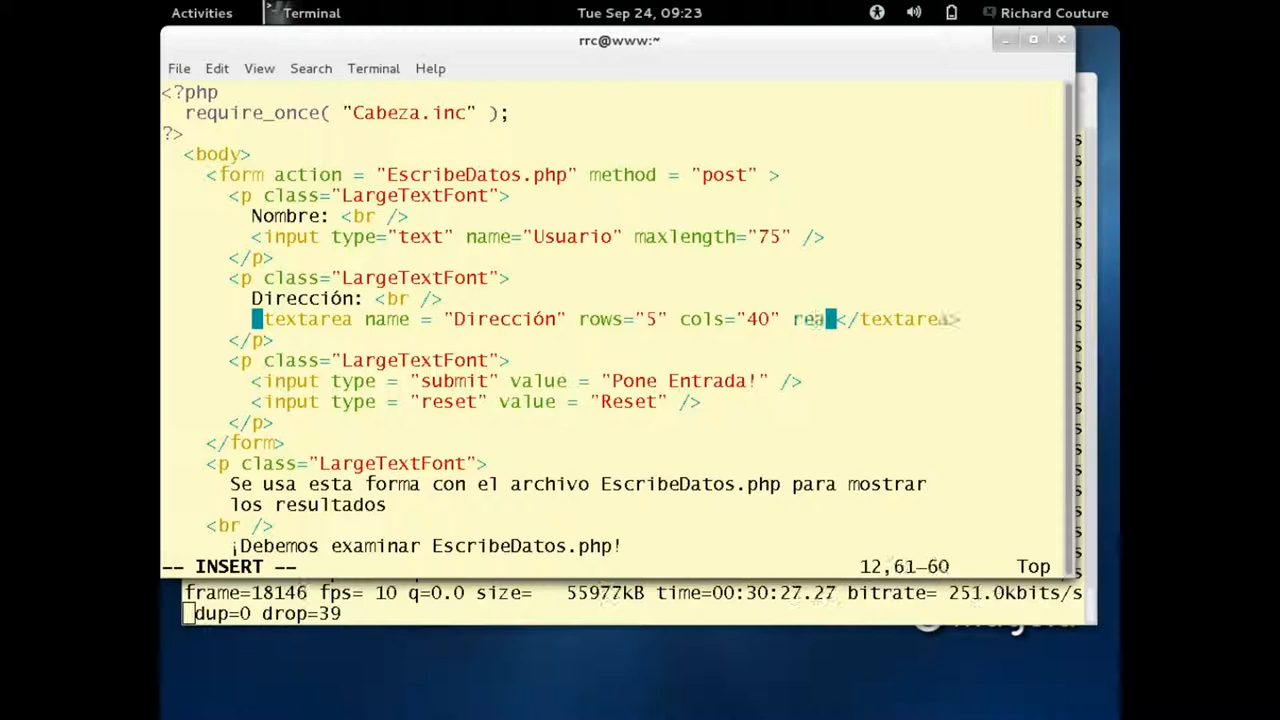 Activities Terminal Tue Sep 24, 09:23 Richard Couture
rrc@www:~
File Edit View Search Terminal Help
<?php
require_once( "Cabeza.inc" );
?>
<body>
<form action = "EscribeDatos.php" method = "post" >
<p class="LargeTextFont">
Nombre: <br />
<input type="text" name="Usuario" maxlength="75" />
</p>
<p class="LargeTextFont">
Dirección: <br />
textarea name = "Dirección" rows="5" cols="40" rea</textarea>
</p>
<p class="LargeTextFont">
<input type = "submit" value = "Pone Entrada!" />
<input type = "reset" value = "Reset" />
</p>
</form>
<p class="LargeTextFont">
Se usa esta forma con el archivo EscribeDatos.php para mostrar
los resultados
<br />
¡Debemos examinar EscribeDatos.php!
-- INSERT -- 12,61-60 Top
frame=18146 fps= 10 q=0.0 size= 55977kB time=00:30:27.27 bitrate= 251.0kbits/s
dup=0 drop=39